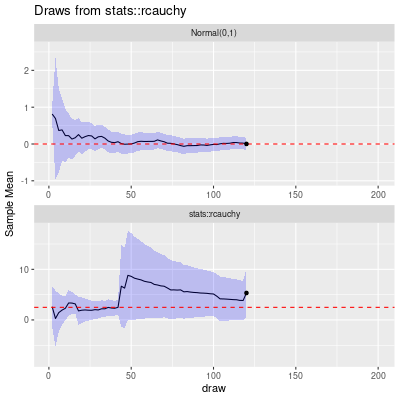 Draws from stats::rcauchy
Normal(0,1)
2
1
0
-1
0 50 100 150 200
stats::rcauchy
10
0
0 50 100 150 200
draw
Sample Mean